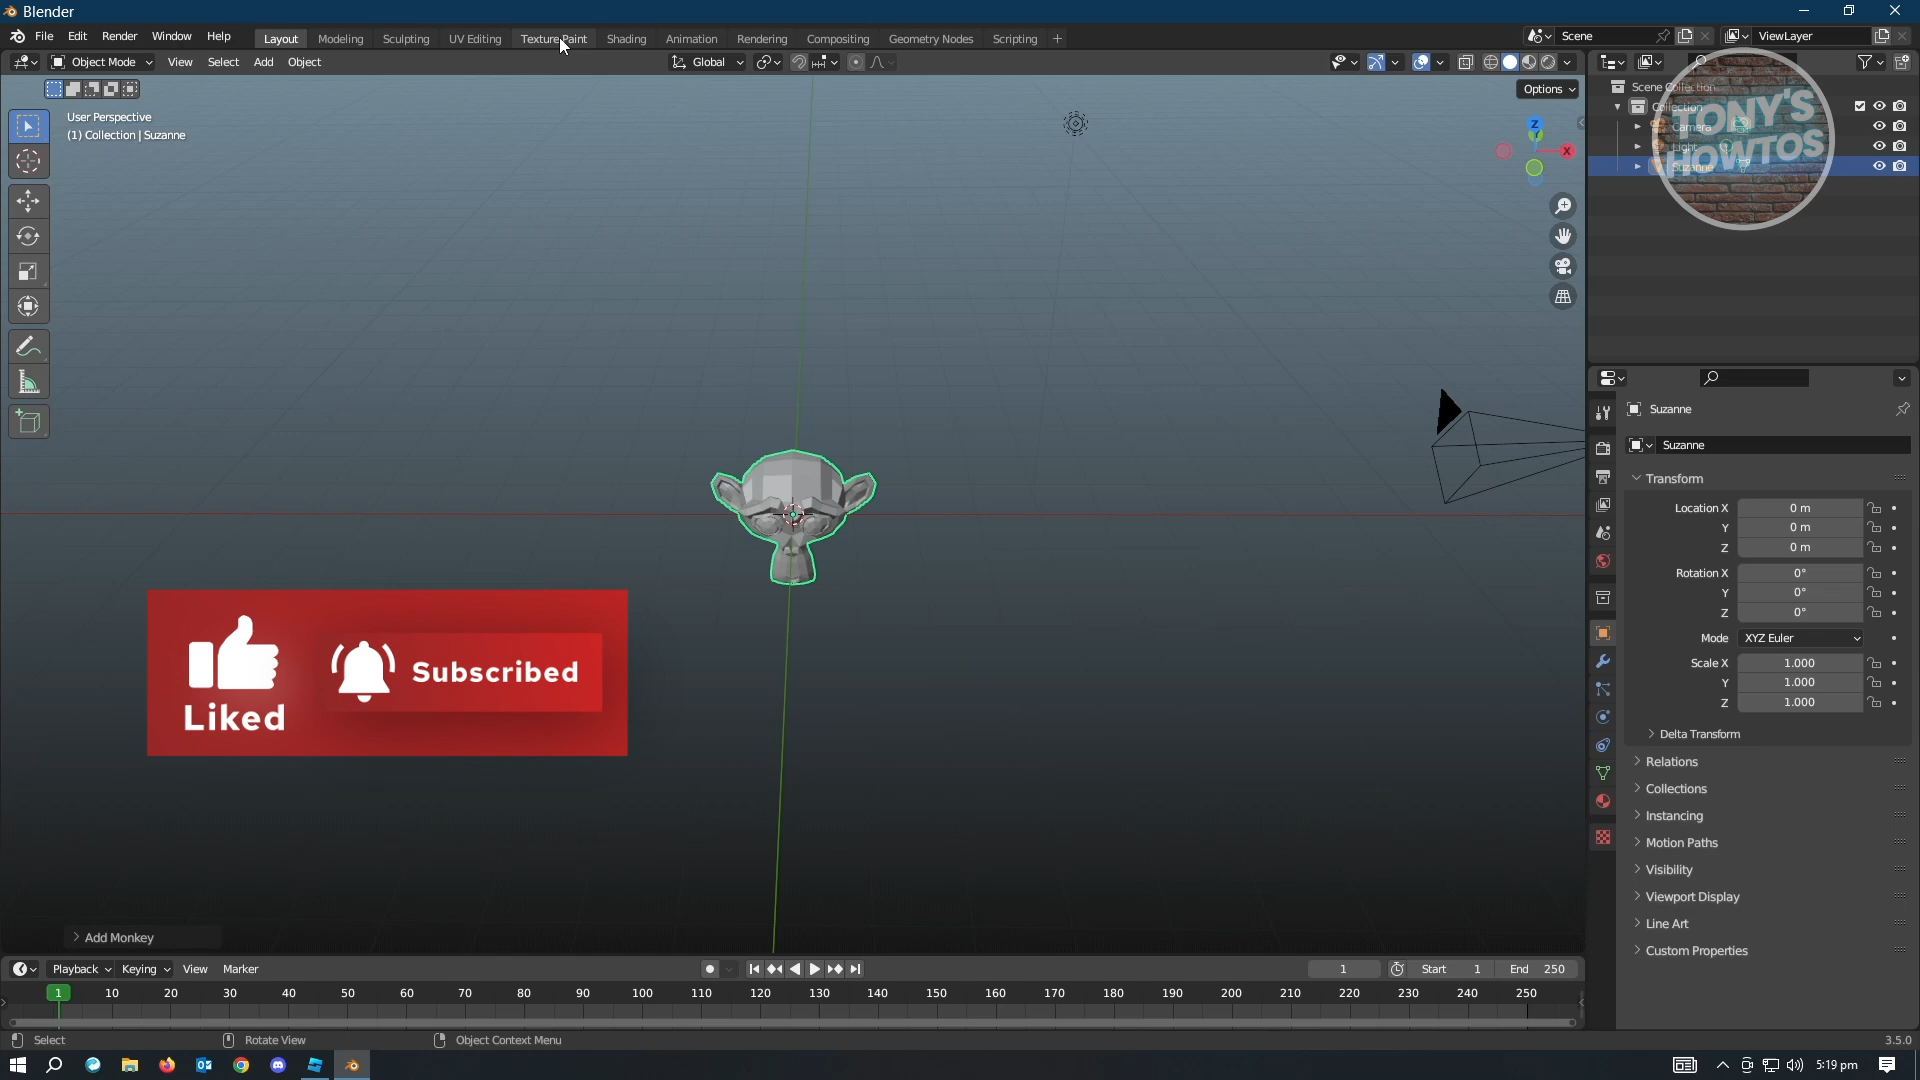 Blender
File Edit Render Window Help Layout Modeling Sculpting UV Editing Texture Paint Shading Animation Rendering Compositing Geometry Nodes Scripting + Scene ViewLayer
Object Mode View Select Add Object Global
Options
User Perspective
(1) Collection | Suzanne
Z
X
Scene Collection
Collection
Camera
Light
Suzanne
TONY'S
HOWTOS
Suzanne
Suzanne
Transform
Location X 0 m
Y 0 m
Z 0 m
Rotation X 0°
Y 0°
Z 0°
Mode XYZ Euler
Scale X 1.000
Y 1.000
Z 1.000
Delta Transform
Relations
Collections
Instancing
Motion Paths
Visibility
Viewport Display
Line Art
Custom Properties
Liked
Subscribed
Add Monkey
Playback Keying View Marker 1 Start 1 End 250
1 10 20 30 40 50 60 70 80 90 100 110 120 130 140 150 160 170 180 190 200 210 220 230 240 250
Select Rotate View Object Context Menu 3.5.0
5:19 pm